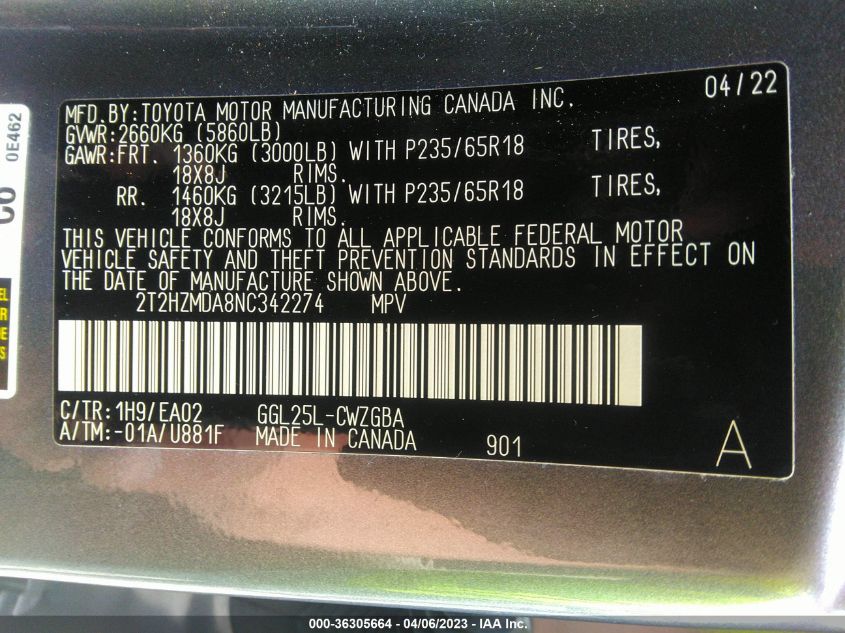 04/22
MFD.BY:TOYOTA MOTOR MANUFACTURING CANADA INC.
GVWR:2660KG (5860LB)
GAWR:FRT. 1360KG (3000LB) WITH P235/65R18 TIRES,
18X8J RIMS.
RR. 1460KG (3215LB) WITH P235/65R18 TIRES,
18X8J RIMS.
THIS VEHICLE CONFORMS TO ALL APPLICABLE FEDERAL MOTOR
VEHICLE SAFETY AND THEFT PREVENTION STANDARDS IN EFFECT ON
THE DATE OF MANUFACTURE SHOWN ABOVE.
2T2HZMDA8NC342274 MPV
C/TR:1H9/EA02 GGL25L-CWZGBA
A/TM:-01A/U881F MADE IN CANADA 901 A
0E462
000-36305664 - 04/06/2023 - IAA Inc.